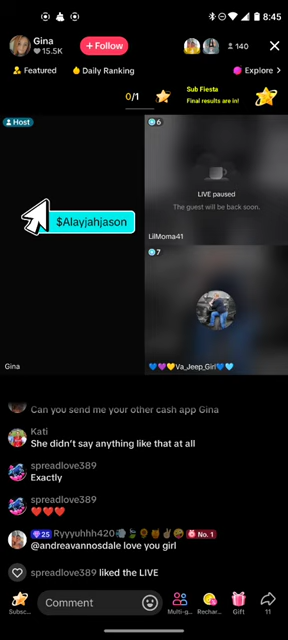 8:45
Gina
15.5K
+ Follow
140
Featured
Daily Ranking
Explore >
0/1
Sub Fiesta
Final results are in!
Host
6
LIVE paused
The guest will be back soon.
LilMoma41
$Alayjahjason
7
Gina
💙💜💛Va_Jeep_Girl💙🩵
Can you send me your other cash app Gina
Kati
She didn't say anything like that at all
spreadlove389
Exactly
spreadlove389
❤️❤️❤️
25 Ryyyuhhh420 No. 1
@andreavannosdale love you girl
spreadlove389 liked the LIVE
Subsc...
Comment
Multi-g...
Rechar...
Gift
11